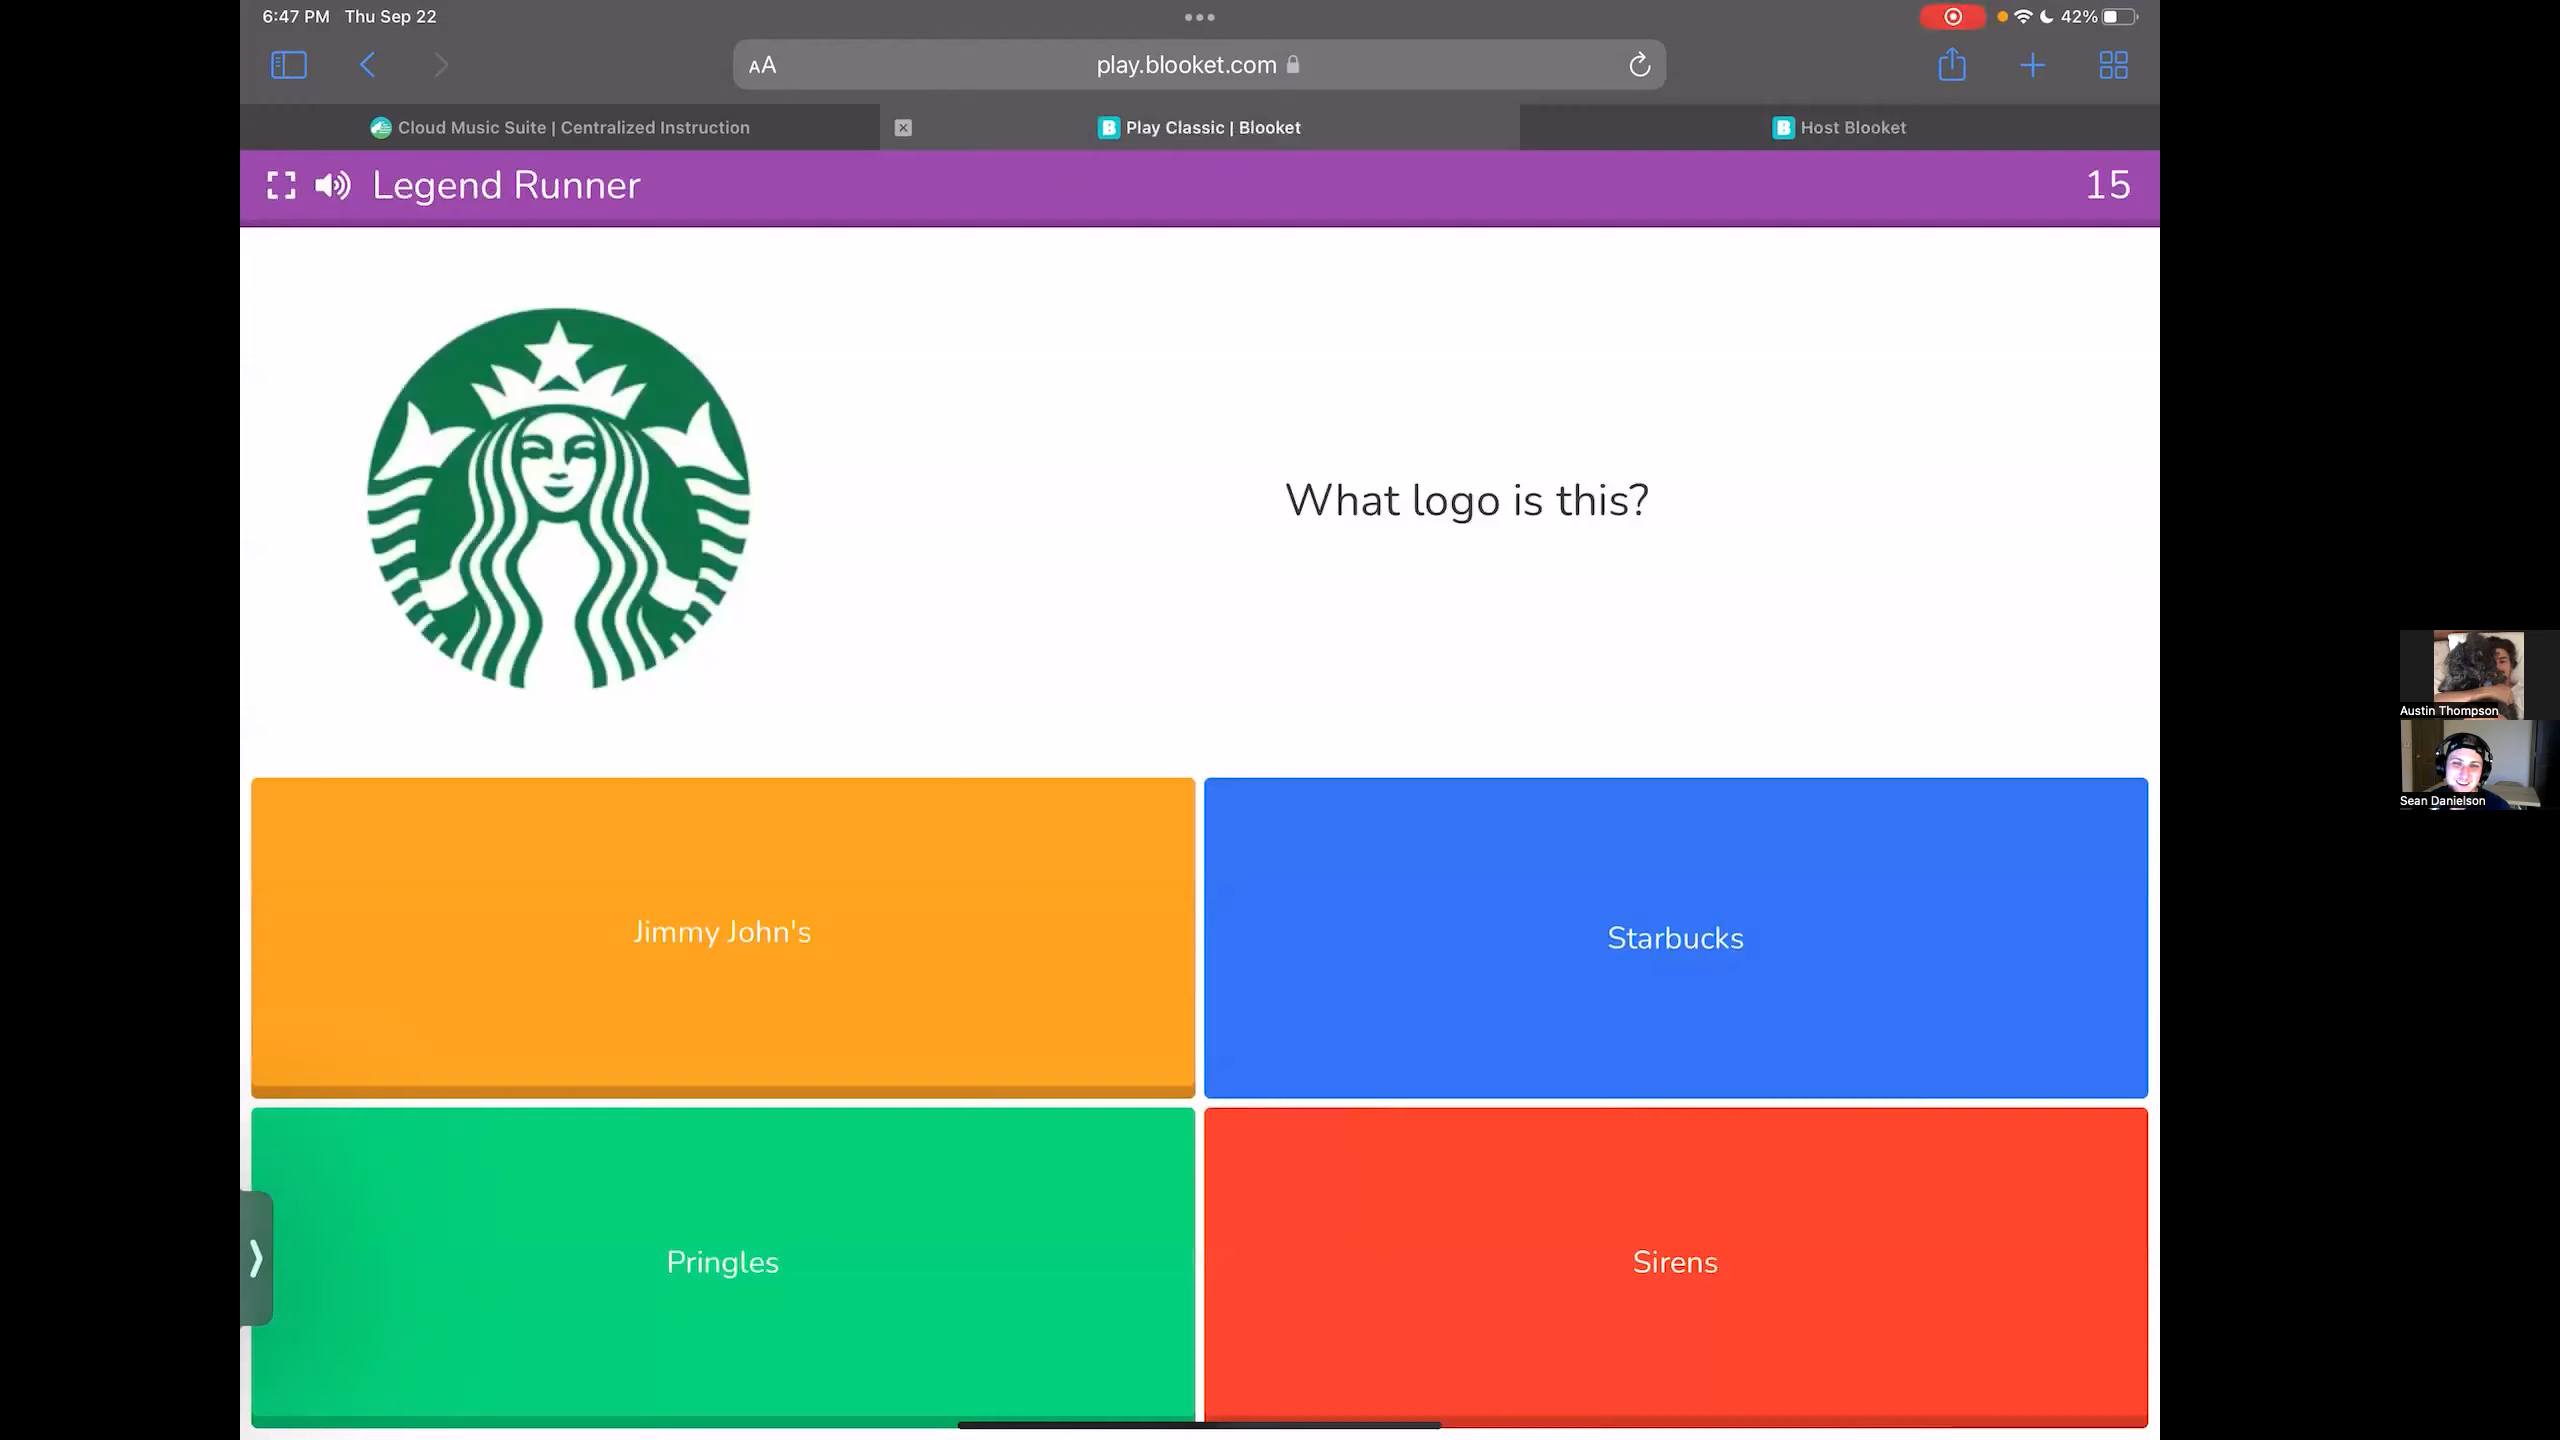 6:47 PM Thu Sep 22
42%
AA
play.blooket.com
Cloud Music Suite | Centralized Instruction
Play Classic | Blooket
Host Blooket
Legend Runner
15
What logo is this?
Jimmy John's
Starbucks
Pringles
Sirens
Austin Thompson
Sean Danielson